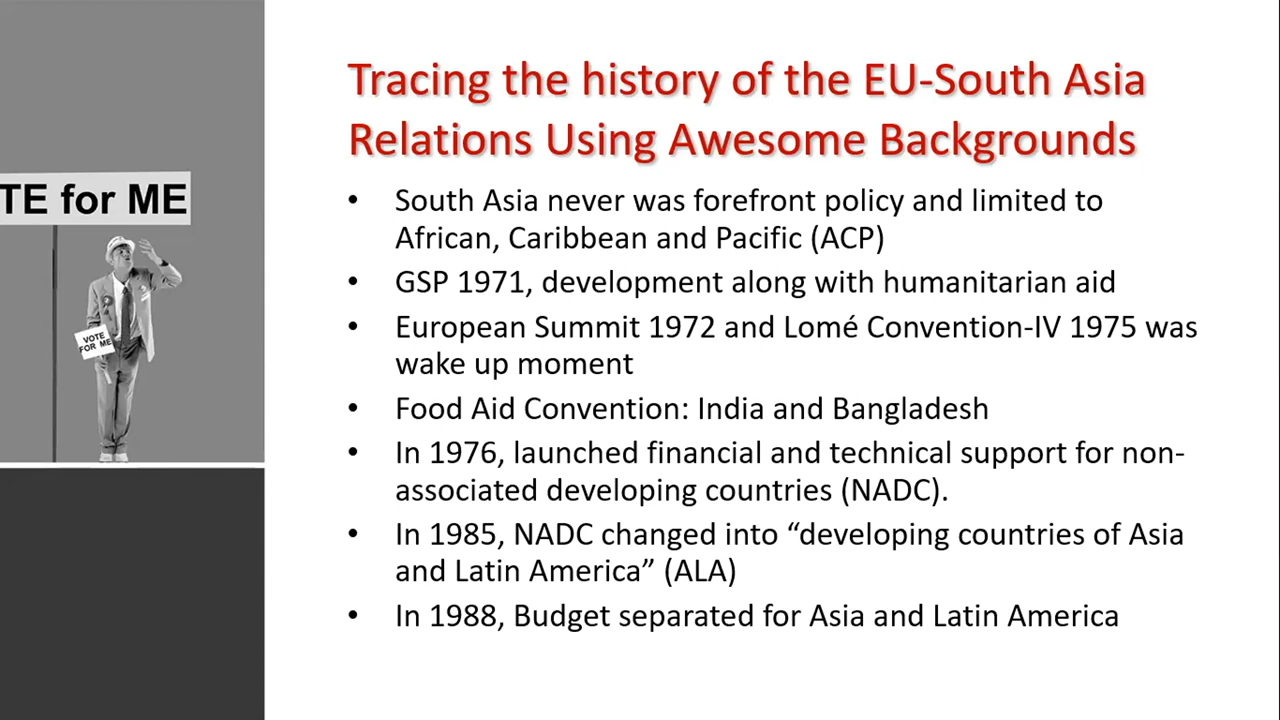 TE for ME
VOTE
FOR ME
Tracing the history of the EU-South Asia
Relations Using Awesome Backgrounds
• South Asia never was forefront policy and limited to
African, Caribbean and Pacific (ACP)
• GSP 1971, development along with humanitarian aid
• European Summit 1972 and Lomé Convention-IV 1975 was
wake up moment
• Food Aid Convention: India and Bangladesh
• In 1976, launched financial and technical support for non-
associated developing countries (NADC).
• In 1985, NADC changed into “developing countries of Asia
and Latin America” (ALA)
• In 1988, Budget separated for Asia and Latin America